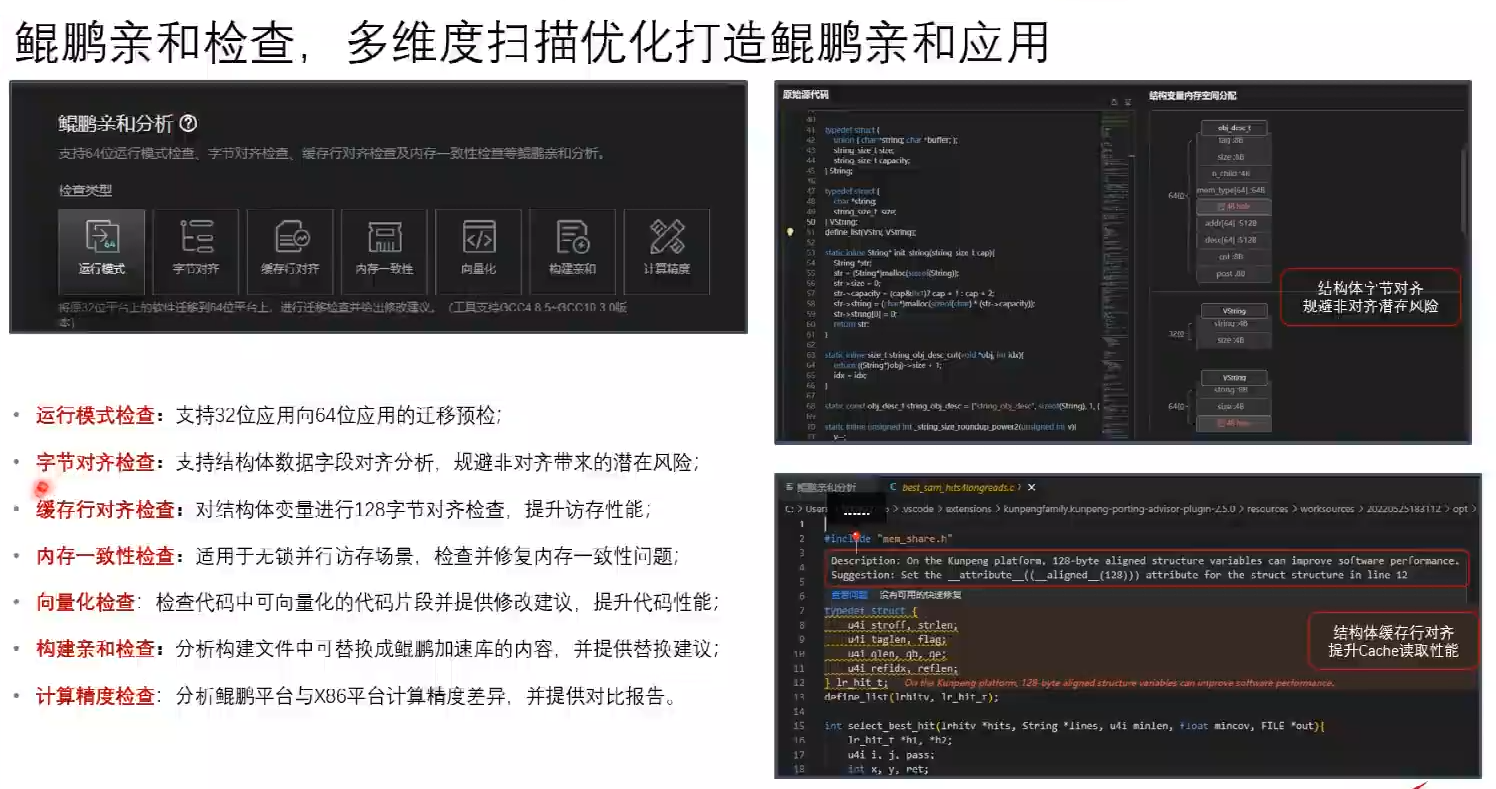 鲲鹏亲和检查，多维度扫描优化打造鲲鹏亲和应用
鲲鹏亲和分析
支持64位运行模式检查、字节对齐检查、缓存行对齐检查及内存一致性检查等鲲鹏亲和分析。
检查类型
运行模式 字节对齐 缓存行对齐 内存一致性 向量化 构建亲和 计算精度
将原32位平台上的软件迁移到64位平台上，进行迁移检查并给出修改建议。（工具支持GCC4.8.5~GCC10.3.0版
本）
• 运行模式检查：支持32位应用向64位应用的迁移预检；
• 字节对齐检查：支持结构体数据字段对齐分析，规避非对齐带来的潜在风险；
• 缓存行对齐检查：对结构体变量进行128字节对齐检查，提升访存性能；
• 内存一致性检查：适用于无锁并行访存场景，检查并修复内存一致性问题；
• 向量化检查：检查代码中可向量化的代码片段并提供修改建议，提升代码性能；
• 构建亲和检查：分析构建文件中可替换成鲲鹏加速库的内容，并提供替换建议；
• 计算精度检查：分析鲲鹏平台与X86平台计算精度差异，并提供对比报告。
原始源代码
40
41 typedef struct {
42 union { char *string; char *buffer; };
43 string_size_t size;
44 string_size_t capacity;
45 } String;
46
47 typedef struct {
48 char *string;
49 string_size_t size;
50 } VString;
51 define_list(VStrv, VString);
52
53 static inline String* init_string(string_size_t cap){
54 String *str;
55 str = (String*)malloc(sizeof(String));
56 str->size = 0;
57 str->capacity = (cap&0x1)? cap + 1 : cap + 2;
58 str->string = (char*)malloc(sizeof(char) * (str->capacity));
59 str->string[0] = 0;
60 return str;
61 }
62
63 static inline size_t string_obj_desc_cnt(void *obj, int idx){
64 return ((String*)obj)->size + 1;
65 idx = idx;
66 }
67
68 static const obj_desc_t string_obj_desc = {"string_obj_desc", sizeof(String), 1, {
69
70 static inline unsigned int _string_size_roundup_power2(unsigned int v){
71 v--;
结构变量内存空间分配
64位
obj_desc_t
tag :8B
size :8B
n_child :4B
mem_type[64] :64B
addr[64] :512B
desc[64] :512B
cnt :8B
post :8B
32位
VString
string :4B
size :4B
64位
VString
string :8B
size :4B
结构体字节对齐
规避非对齐潜在风险
鲲鹏亲和分析
C best_sam_hits4longreads.c
C: > Users > .vscode > extensions > kunpengfamily.kunpeng-porting-advisor-plugin-2.5.0 > resources > worksources > 20220525183112 > opt >
1
2 #include "mem_share.h"
3
Description: On the Kunpeng platform, 128-byte aligned structure variables can improve software performance.
4
Suggestion: Set the __attribute__((__aligned__(128))) attribute for the struct structure in line 12
5
6 查看问题 没有可用的快速修复
7 typedef struct {
8 u4i stroff, strlen;
9 u4i taglen, flag;
10 u4i qlen, qb, qe;
11 u4i refidx, reflen;
12 } lr_hit_t; On the Kunpeng platform, 128-byte aligned structure variables can improve software performance.
13 define_list(lrhitv, lr_hit_t);
14
15 int select_best_hit(lrhitv *hits, String *lines, u4i minlen, float mincov, FILE *out){
16 lr_hit_t *h1, *h2;
17 u4i i, j, pass;
18 int x, y, ret;
结构体缓存行对齐
提升Cache读取性能